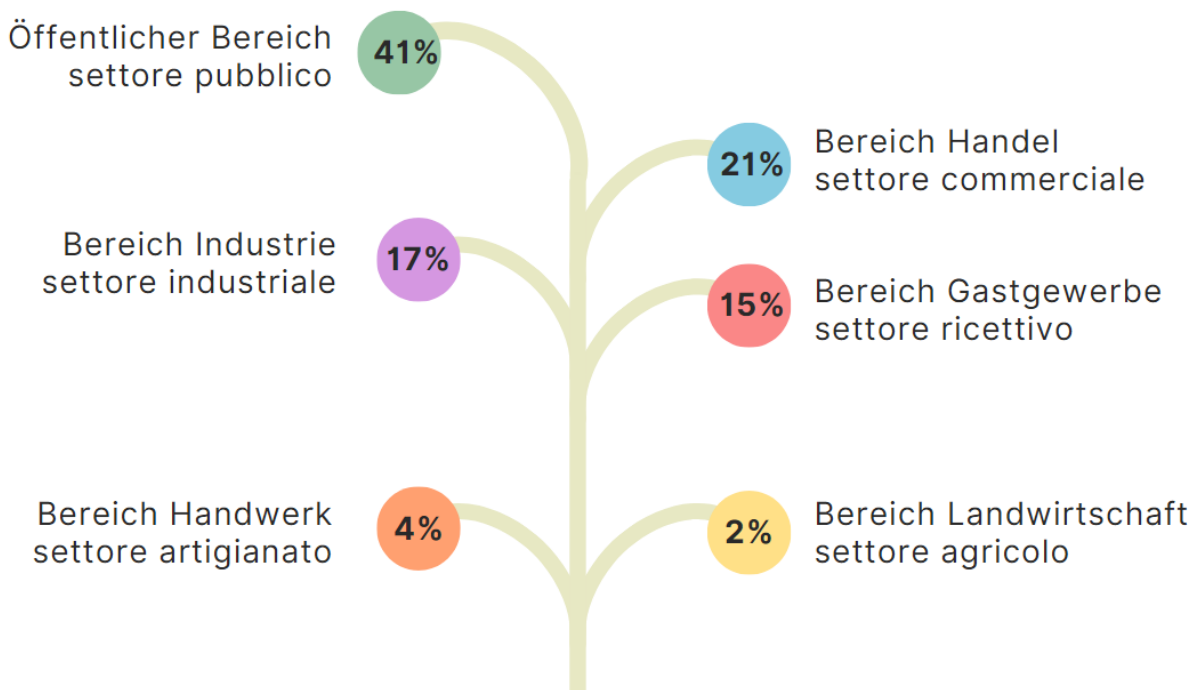 Öffentlicher Bereich
settore pubblico
41%
21%
Bereich Handel
settore commerciale
Bereich Industrie
settore industriale
17%
15%
Bereich Gastgewerbe
settore ricettivo
Bereich Handwerk
settore artigianato
4%
2%
Bereich Landwirtschaft
settore agricolo